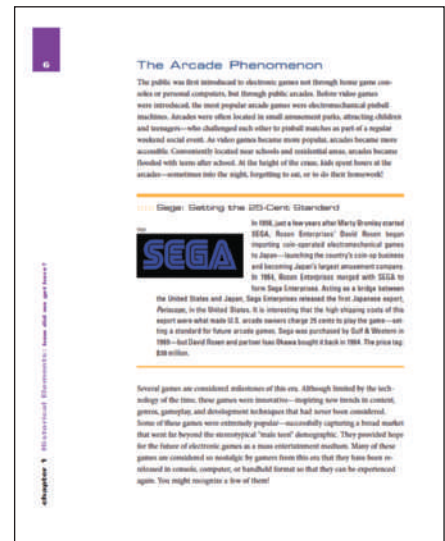 6
The Arcade Phenomenon
The public was first introduced to electronic games not through home game con-
soles or personal computers, but through public arcades. Before video games
were introduced, the most popular arcade games were electromechanical pinball
machines. Arcades were often located in small amusement parks, attracting children
and teenagers—who challenged each other to pinball matches as part of a regular
weekend social event. As video games became more popular, arcades became more
accessible. Conveniently located near schools and residential areas, arcades became
flooded with teens after school. At the height of the craze, kids spent hours at the
arcades—sometimes into the night, forgetting to eat, or to do their homework!
Sega: Setting the 25-Cent Standard
SEGA
In 1956, just a few years after Marty Bromley started
SEGA, Rosen Enterprises' David Rosen began
importing coin-operated electromechanical games
to Japan—launching the country's coin-op business
and becoming Japan's largest amusement company.
In 1964, Rosen Enterprises merged with SEGA to
form Sega Enterprises. Acting as a bridge between
the United States and Japan, Sega Enterprises released the first Japanese export,
Periscope, in the United States. It is interesting that the high shipping costs of this
export were what made U.S. arcade owners charge 25 cents to play the game—set-
ting a standard for future arcade games. Sega was purchased by Gulf & Western in
1969—but David Rosen and partner Isao Okawa bought it back in 1984. The price tag:
$38 million.
Several games are considered milestones of this era. Although limited by the tech-
nology of the time, these games were innovative—inspiring new trends in content,
genres, gameplay, and development techniques that had never been considered.
Some of these games were extremely popular—successfully capturing a broad market
that went far beyond the stereotypical "male teen" demographic. They provided hope
for the future of electronic games as a mass entertainment medium. Many of these
games are considered so nostalgic by gamers from this era that they have been re-
released in console, computer, or handheld format so that they can be experienced
again. You might recognize a few of them!
chapter 1 Historical Elements: how did we get here?